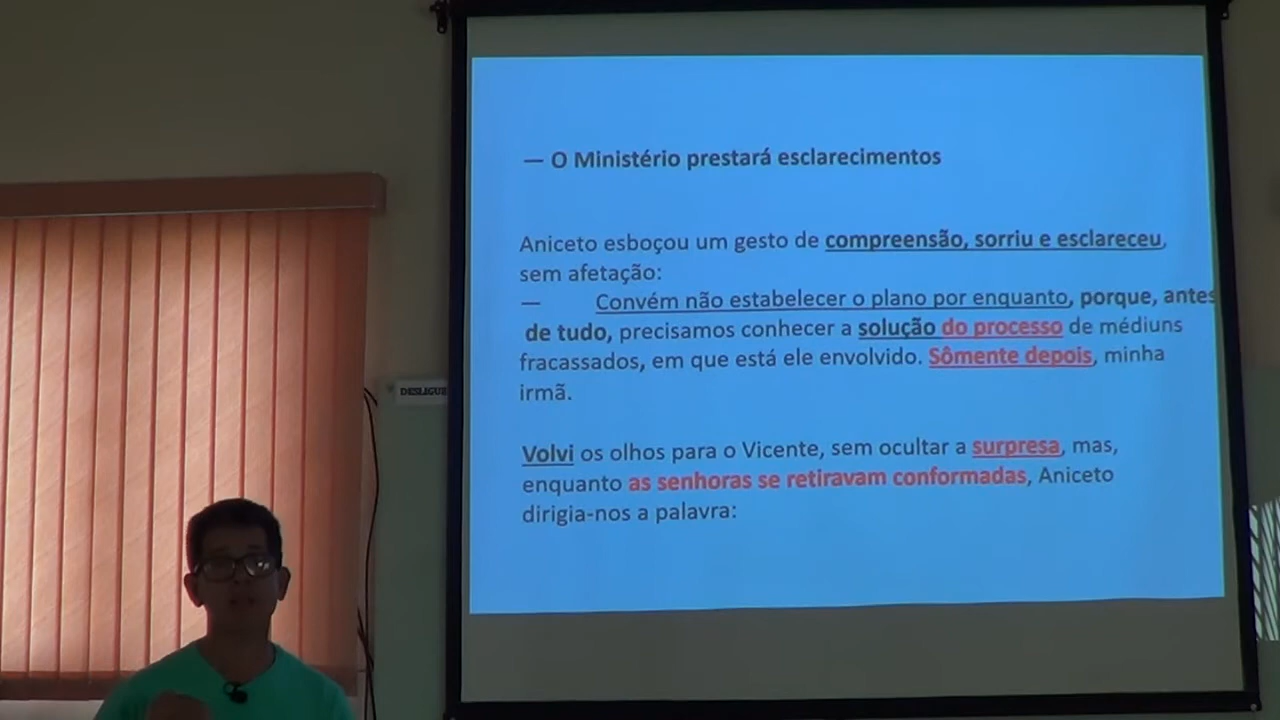 — O Ministério prestará esclarecimentos
Aniceto esboçou um gesto de compreensão, sorriu e esclareceu,
sem afetação:
— Convém não estabelecer o plano por enquanto, porque, antes
de tudo, precisamos conhecer a solução do processo de médiuns
fracassados, em que está ele envolvido. Sômente depois, minha
irmã.
Volvi os olhos para o Vicente, sem ocultar a surpresa, mas,
enquanto as senhoras se retiravam conformadas, Aniceto
dirigia-nos a palavra:
DESLIGUE